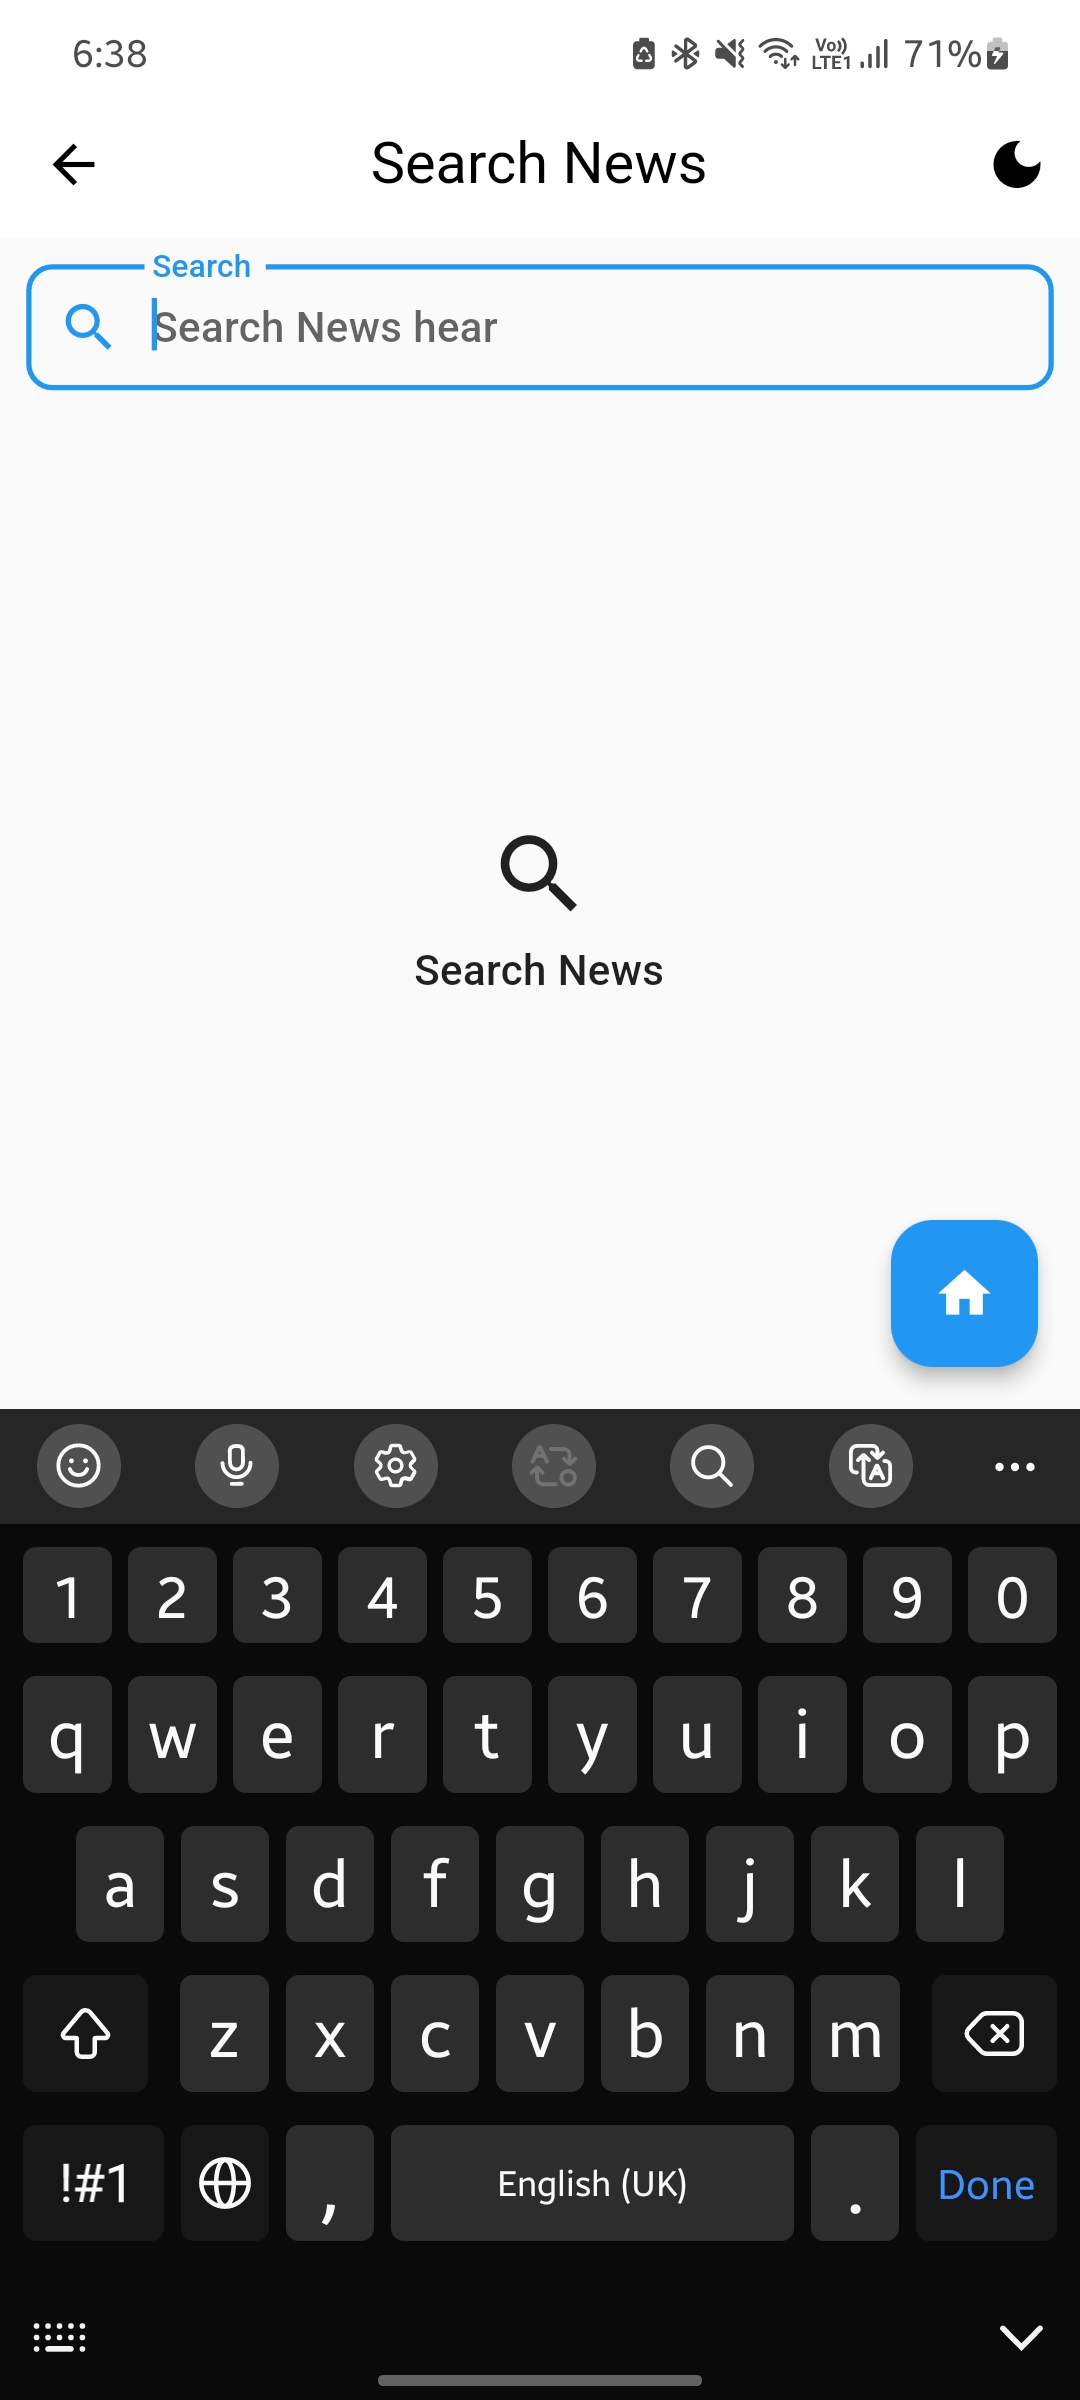 6:38
Vo)) LTE1 71%
Search News
Search
Search News hear
Search News
1 2 3 4 5 6 7 8 9 0
q w e r t y u i o p
a s d f g h j k l
z x c v b n m
!#1 , English (UK) . Done